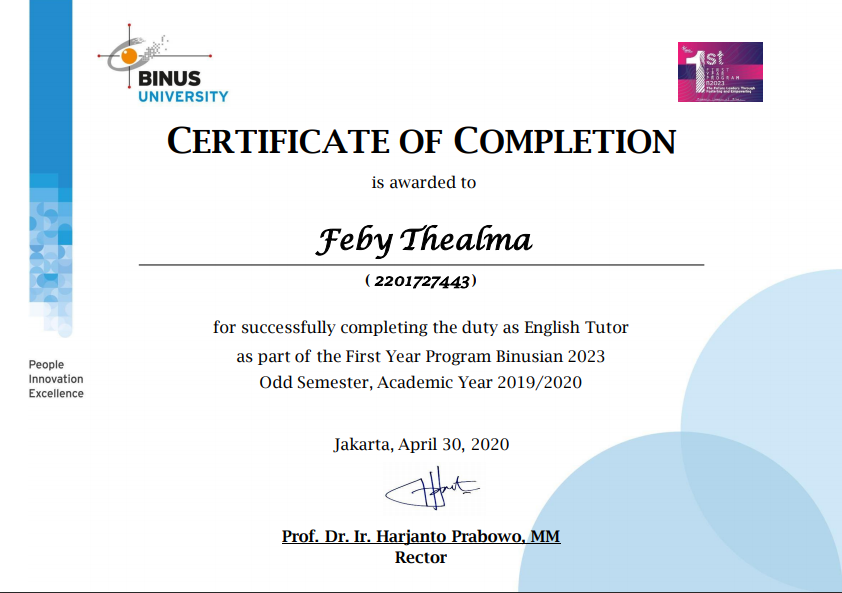 BINUS
UNIVERSITY
1st
FIRST
YEAR
PROGRAM
B2023
The Future Leaders Through
Fostering and Empowering
CERTIFICATE OF COMPLETION
is awarded to
Feby Thealma
( 2201727443 )
for successfully completing the duty as English Tutor
as part of the First Year Program Binusian 2023
Odd Semester, Academic Year 2019/2020
People
Innovation
Excellence
Jakarta, April 30, 2020
Prof. Dr. Ir. Harjanto Prabowo, MM
Rector